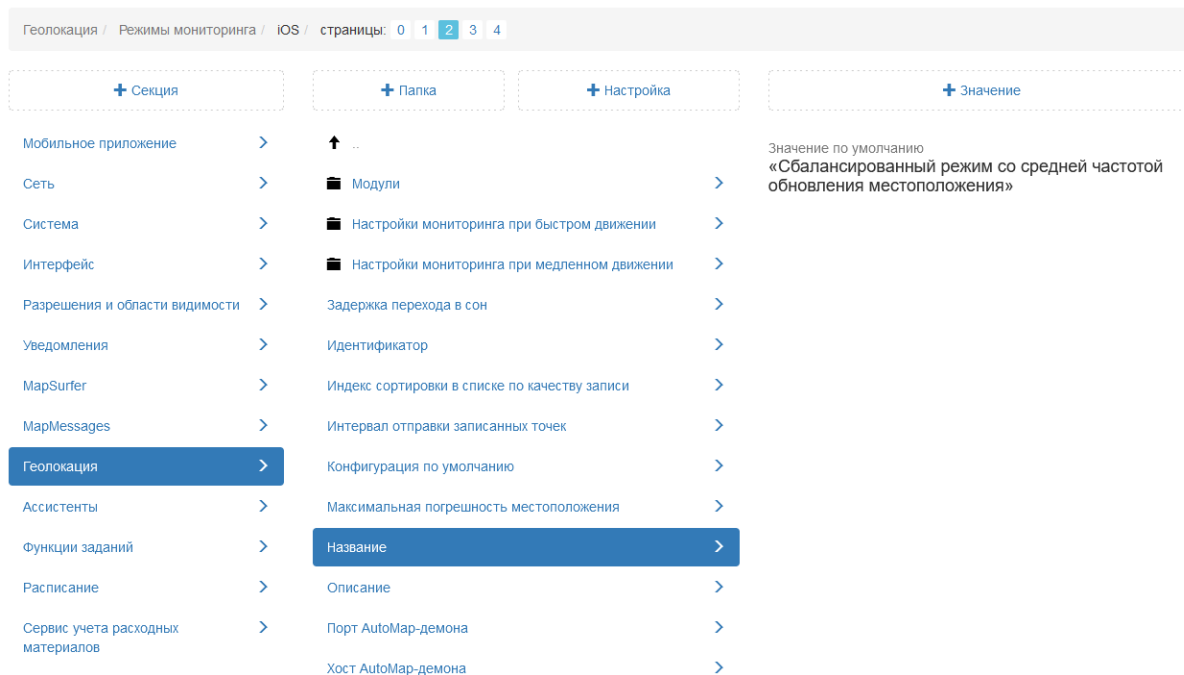 Геолокация / Режимы мониторинга / iOS / страницы: 0 1 2 3 4
+ Секция
+ Папка
+ Настройка
+ Значение
Мобильное приложение
Сеть
Система
Интерфейс
Разрешения и области видимости
Уведомления
MapSurfer
MapMessages
Геолокация
Ассистенты
Функции заданий
Расписание
Сервис учета расходных
материалов
..
Модули
Настройки мониторинга при быстром движении
Настройки мониторинга при медленном движении
Задержка перехода в сон
Идентификатор
Индекс сортировки в списке по качеству записи
Интервал отправки записанных точек
Конфигурация по умолчанию
Максимальная погрешность местоположения
Название
Описание
Порт AutoMap-демона
Хост AutoMap-демона
Значение по умолчанию
«Сбалансированный режим со средней частотой
обновления местоположения»